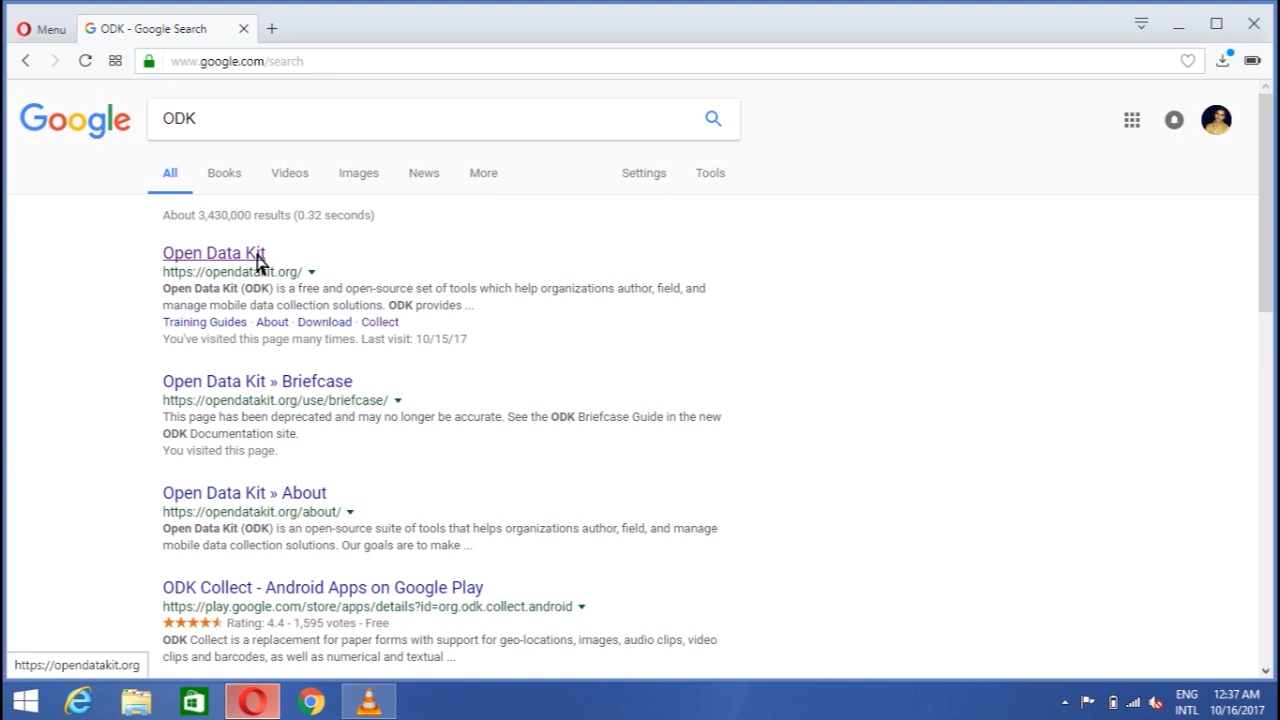 Menu
ODK - Google Search
www.google.com/search
Google
ODK
All Books Videos Images News More Settings Tools
About 3,430,000 results (0.32 seconds)
Open Data Kit
https://opendatakit.org/
Open Data Kit (ODK) is a free and open-source set of tools which help organizations author, field, and
manage mobile data collection solutions. ODK provides ...
Training Guides · About · Download · Collect
You've visited this page many times. Last visit: 10/15/17
Open Data Kit » Briefcase
https://opendatakit.org/use/briefcase/
This page has been deprecated and may no longer be accurate. See the ODK Briefcase Guide in the new
ODK Documentation site.
You visited this page.
Open Data Kit » About
https://opendatakit.org/about/
Open Data Kit (ODK) is an open-source suite of tools that helps organizations author, field, and manage
mobile data collection solutions. Our goals are to make ...
ODK Collect - Android Apps on Google Play
https://play.google.com/store/apps/details?id=org.odk.collect.android
Rating: 4.4 - 1,595 votes - Free
ODK Collect is a replacement for paper forms with support for geo-locations, images, audio clips, video
clips and barcodes, as well as numerical and textual ...
https://opendatakit.org
ENG 12:37 AM
INTL 10/16/2017